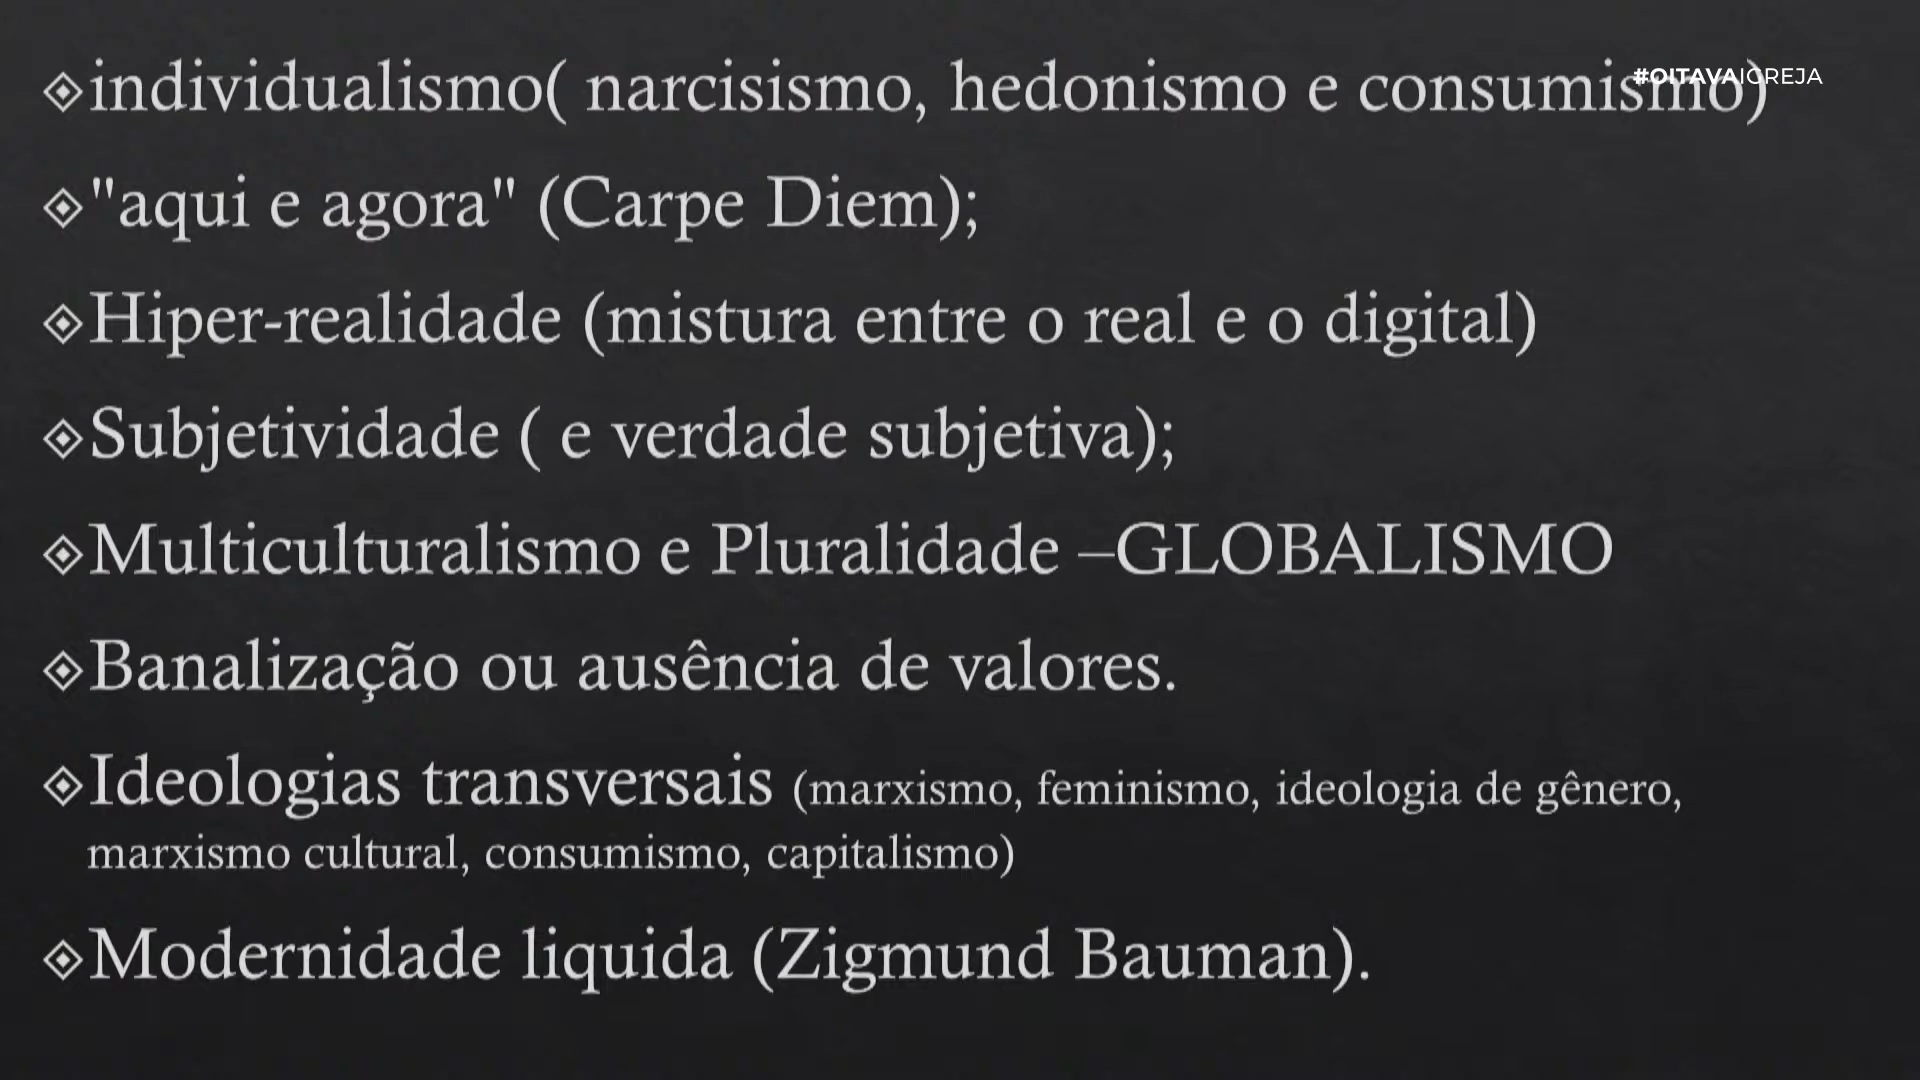 individualismo( narcisismo, hedonismo e consumismo)
#OITAVAIGREJA
"aqui e agora" (Carpe Diem);
Hiper-realidade (mistura entre o real e o digital)
Subjetividade ( e verdade subjetiva);
Multiculturalismo e Pluralidade –GLOBALISMO
Banalização ou ausência de valores.
Ideologias transversais (marxismo, feminismo, ideologia de gênero,
marxismo cultural, consumismo, capitalismo)
Modernidade liquida (Zigmund Bauman).